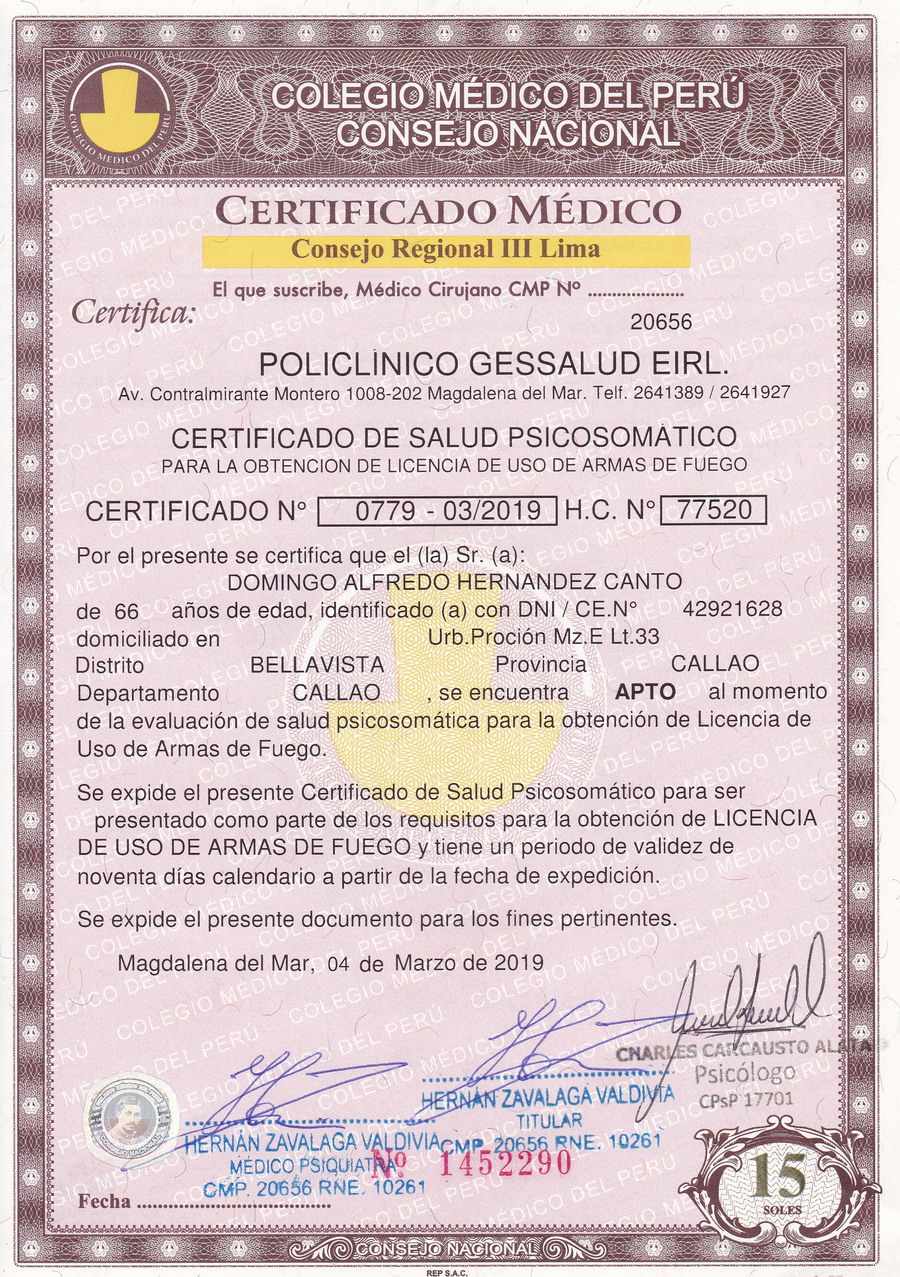 COLEGIO MÉDICO DEL PERÚ
COLEGIO MÉDICO DEL PERÚ
CONSEJO NACIONAL
CERTIFICADO MÉDICO
Consejo Regional III Lima
El que suscribe, Médico Cirujano CMP Nº ....................
Certifica:
20656
POLICLÍNICO GESSALUD EIRL.
Av. Contralmirante Montero 1008-202 Magdalena del Mar. Telf. 2641389 / 2641927
CERTIFICADO DE SALUD PSICOSOMÁTICO
PARA LA OBTENCION DE LICENCIA DE USO DE ARMAS DE FUEGO
CERTIFICADO Nº 0779 - 03/2019 H.C. Nº 77520
Por el presente se certifica que el (la) Sr. (a):
DOMINGO ALFREDO HERNANDEZ CANTO
de 66 años de edad, identificado (a) con DNI / CE.Nº 42921628
domiciliado en Urb.Proción Mz.E Lt.33
Distrito BELLAVISTA Provincia CALLAO
Departamento CALLAO , se encuentra APTO al momento
de la evaluación de salud psicosomática para la obtención de Licencia de
Uso de Armas de Fuego.
Se expide el presente Certificado de Salud Psicosomático para ser
presentado como parte de los requisitos para la obtención de LICENCIA
DE USO DE ARMAS DE FUEGO y tiene un periodo de validez de
noventa días calendario a partir de la fecha de expedición.
Se expide el presente documento para los fines pertinentes.
Magdalena del Mar, 04 de Marzo de 2019
CHARLES CARCAUSTO ALATA
Psicólogo
CPsP 17701
HERNÁN ZAVALAGA VALDIVIA
TITULAR
CMP. 20656 RNE. 10261
HERNÁN ZAVALAGA VALDIVIA
MÉDICO PSIQUIATRA
CMP. 20656 RNE. 10261
Nº 1452290
15
SOLES
Fecha ....................................
CONSEJO NACIONAL
REP S.A.C.